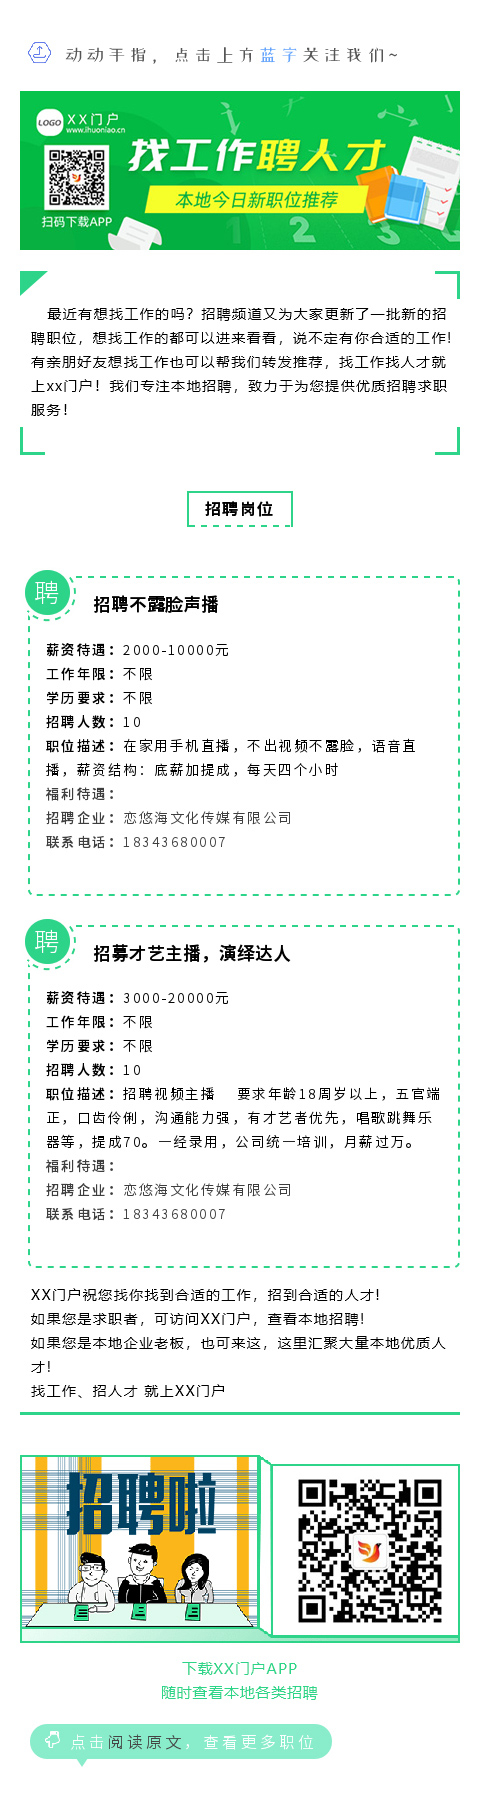 动动手指，点击上方蓝字关注我们~
LOGO
XX门户
www.ihuoniao.cn
扫码下载APP
找工作聘人才
本地今日新职位推荐
1 2 3
最近有想找工作的吗？招聘频道又为大家更新了一批新的招
聘职位，想找工作的都可以进来看看，说不定有你合适的工作！
有亲朋好友想找工作也可以帮我们转发推荐，找工作找人才就
上xx门户！我们专注本地招聘，致力于为您提供优质招聘求职
服务！
招聘岗位
聘
招聘不露脸声播
薪资待遇：2000-10000元
工作年限：不限
学历要求：不限
招聘人数：10
职位描述：在家用手机直播，不出视频不露脸，语音直
播，薪资结构：底薪加提成，每天四个小时
福利待遇：
招聘企业：恋悠海文化传媒有限公司
联系电话：18343680007
聘
招募才艺主播，演绎达人
薪资待遇：3000-20000元
工作年限：不限
学历要求：不限
招聘人数：10
职位描述：招聘视频主播 要求年龄18周岁以上，五官端
正，口齿伶俐，沟通能力强，有才艺者优先，唱歌跳舞乐
器等，提成70。一经录用，公司统一培训，月薪过万。
福利待遇：
招聘企业：恋悠海文化传媒有限公司
联系电话：18343680007
XX门户祝您找你找到合适的工作，招到合适的人才！
如果您是求职者，可访问XX门户，查看本地招聘！
如果您是本地企业老板，也可来这，这里汇聚大量本地优质人
才！
找工作、招人才 就上XX门户
招聘啦
下载XX门户APP
随时查看本地各类招聘
点击阅读原文，查看更多职位